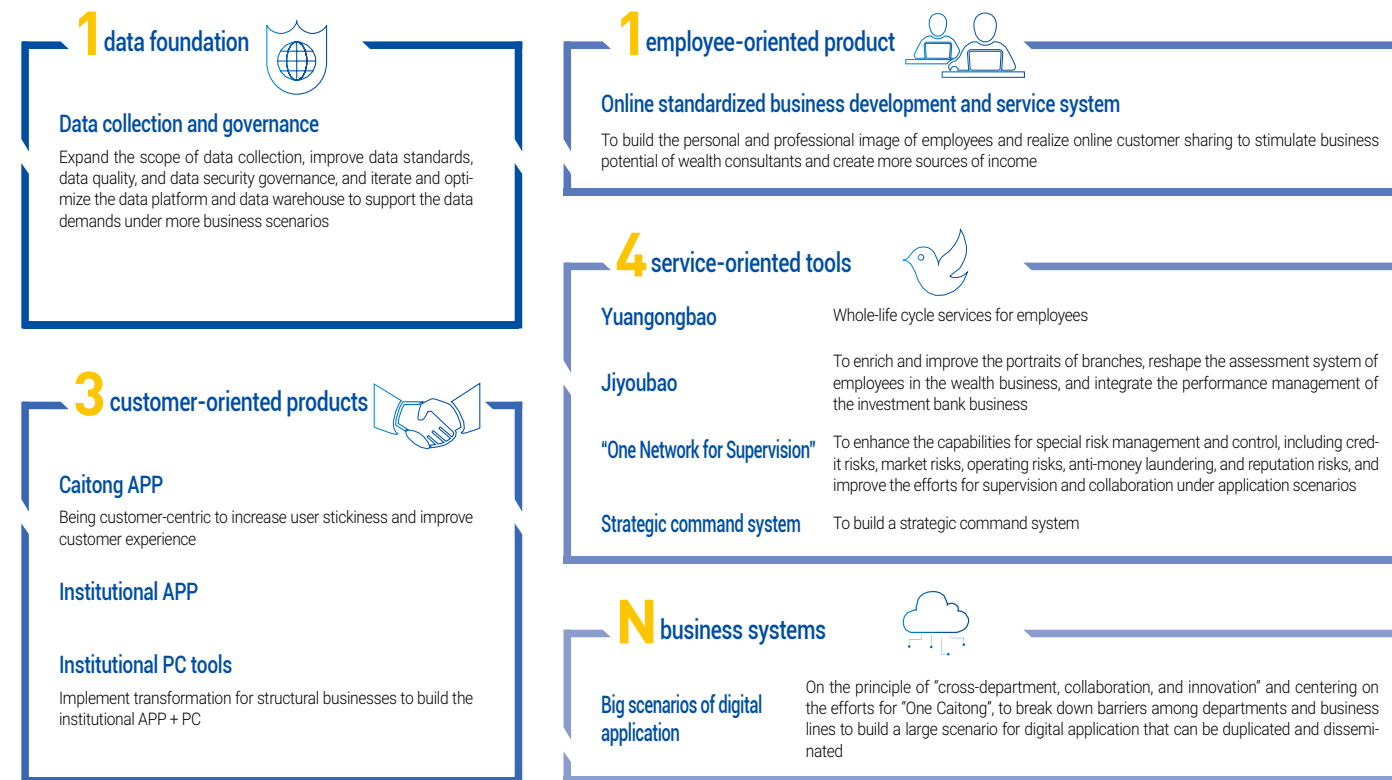 1 data foundation
Data collection and governance
Expand the scope of data collection, improve data standards,
data quality, and data security governance, and iterate and opti-
mize the data platform and data warehouse to support the data
demands under more business scenarios
3 customer-oriented products
Caitong APP
Being customer-centric to increase user stickiness and improve
customer experience
Institutional APP
Institutional PC tools
Implement transformation for structural businesses to build the
institutional APP + PC
1 employee-oriented product
Online standardized business development and service system
To build the personal and professional image of employees and realize online customer sharing to stimulate business
potential of wealth consultants and create more sources of income
4 service-oriented tools
Yuangongbao
Whole-life cycle services for employees
Jiyoubao
To enrich and improve the portraits of branches, reshape the assessment system of
employees in the wealth business, and integrate the performance management of
the investment bank business
“One Network for Supervision”
To enhance the capabilities for special risk management and control, including cred-
it risks, market risks, operating risks, anti-money laundering, and reputation risks, and
improve the efforts for supervision and collaboration under application scenarios
Strategic command system
To build a strategic command system
N business systems
Big scenarios of digital
application
On the principle of “cross-department, collaboration, and innovation” and centering on
the efforts for “One Caitong”, to break down barriers among departments and business
lines to build a large scenario for digital application that can be duplicated and dissemi-
nated